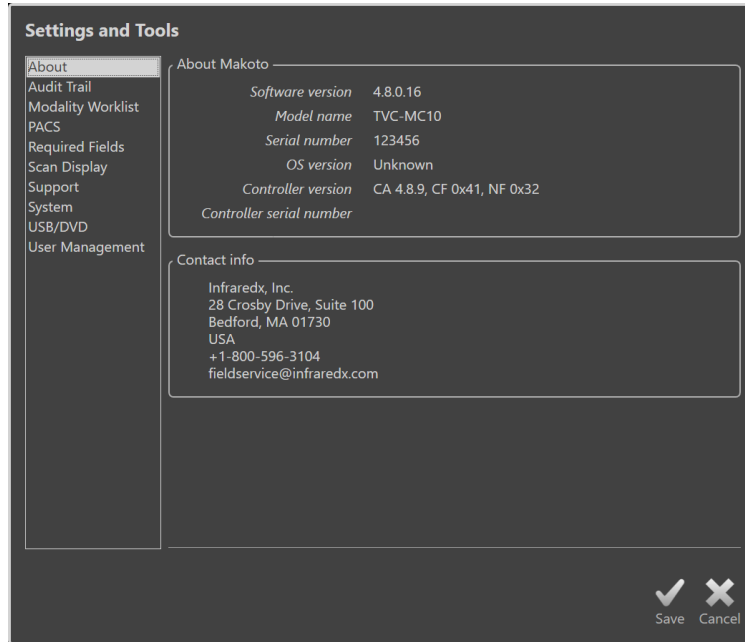 Settings and Tools
About
Audit Trail
Modality Worklist
PACS
Required Fields
Scan Display
Support
System
USB/DVD
User Management
About Makoto
Software version 4.8.0.16
Model name TVC-MC10
Serial number 123456
OS version Unknown
Controller version CA 4.8.9, CF 0x41, NF 0x32
Controller serial number
Contact info
Infraredx, Inc.
28 Crosby Drive, Suite 100
Bedford, MA 01730
USA
+1-800-596-3104
fieldservice@infraredx.com
Save Cancel